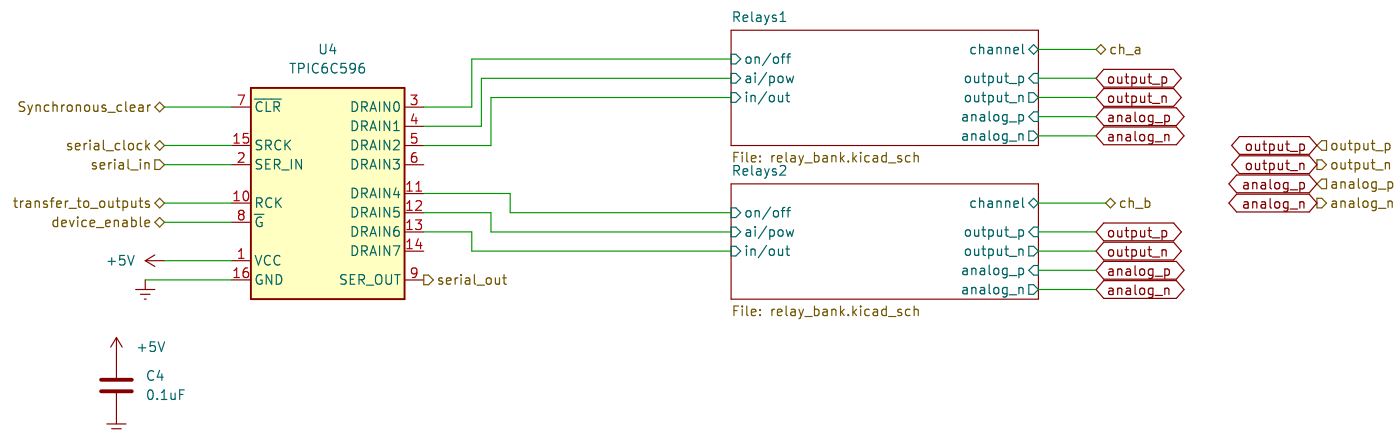 Relays1
U4
TPIC6C596
Synchronous_clear 7 CLR
serial_clock 15 SRCK
serial_in 2 SER_IN
transfer_to_outputs 10 RCK
device_enable 8 G
+5V 1 VCC
16 GND
DRAIN0 3
DRAIN1 4
DRAIN2 5
DRAIN3 6
DRAIN4 11
DRAIN5 12
DRAIN6 13
DRAIN7 14
SER_OUT 9 serial_out
on/off channel ch_a
ai/pow output_p output_p
in/out output_n output_n
analog_p analog_p
analog_n analog_n
File: relay_bank.kicad_sch
Relays2
on/off channel ch_b
ai/pow output_p output_p
in/out output_n output_n
analog_p analog_p
analog_n analog_n
File: relay_bank.kicad_sch
output_p output_p
output_n output_n
analog_p analog_p
analog_n analog_n
+5V
C4
0.1uF